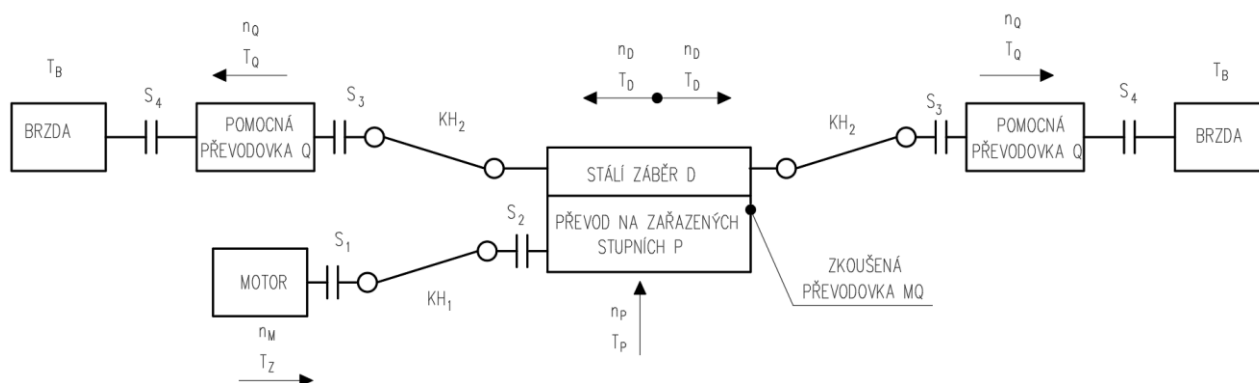 n_Q
T_Q
n_D n_D
T_D T_D
n_Q
T_Q
T_B
S_4
S_3
KH_2
KH_2
S_3
S_4
T_B
BRZDA
POMOCNÁ
PŘEVODOVKA Q
STÁLÍ ZÁBĚR D
POMOCNÁ
PŘEVODOVKA Q
BRZDA
PŘEVOD NA ZAŘAZENÝCH
STUPNÍCH P
S_1
S_2
MOTOR
KH_1
ZKOUŠENÁ
PŘEVODOVKA MQ
n_M
T_Z
n_P
T_P